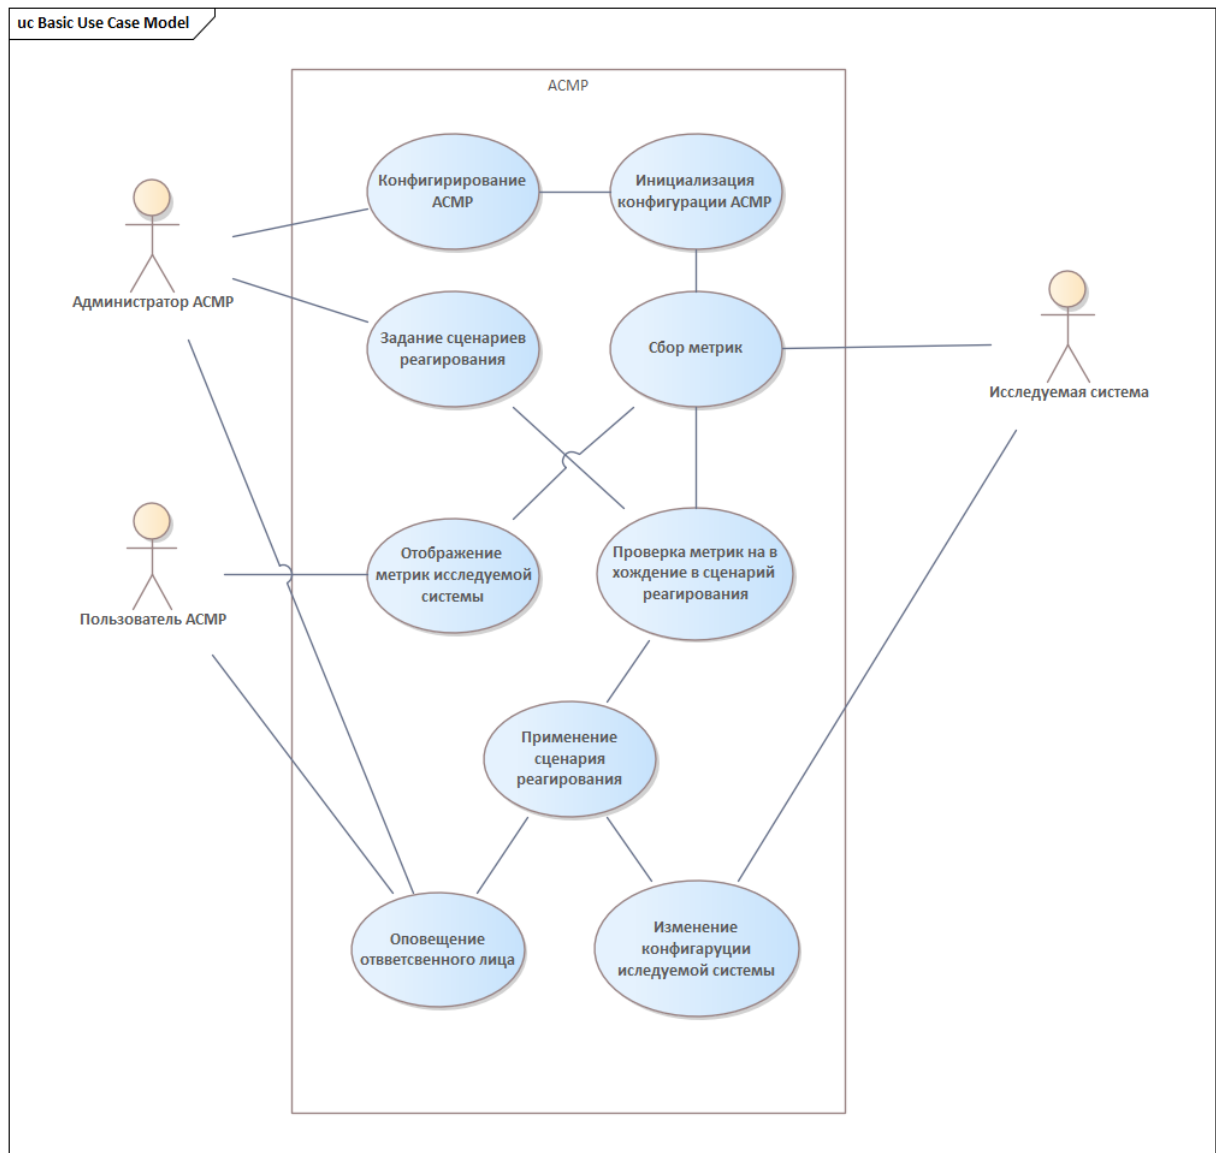 uc Basic Use Case Model
АСМР
Конфигирирование
АСМР
Инициализация
конфигурации АСМР
Администратор АСМР
Задание сценариев
реагирования
Сбор метрик
Исследуемая система
Отображение
метрик исследуемой
системы
Проверка метрик на в
хождение в сценарий
реагирования
Пользователь АСМР
Применение
сценария
реагирования
Оповещение
отвветсвенного лица
Изменение
конфигаруции
иследуемой системы